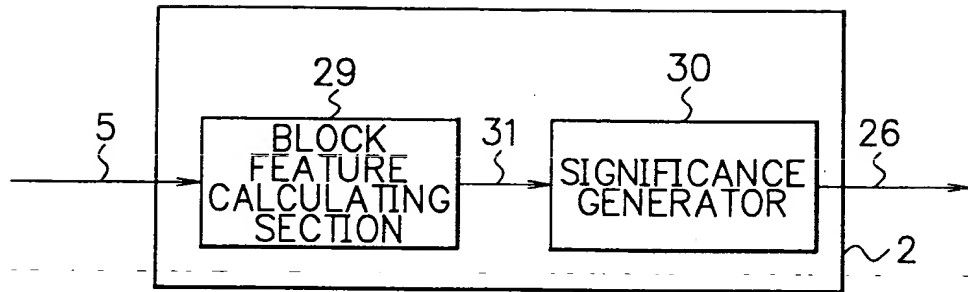 29
30
5
31
26
BLOCK
FEATURE
CALCULATING
SECTION
SIGNIFICANCE
GENERATOR
2